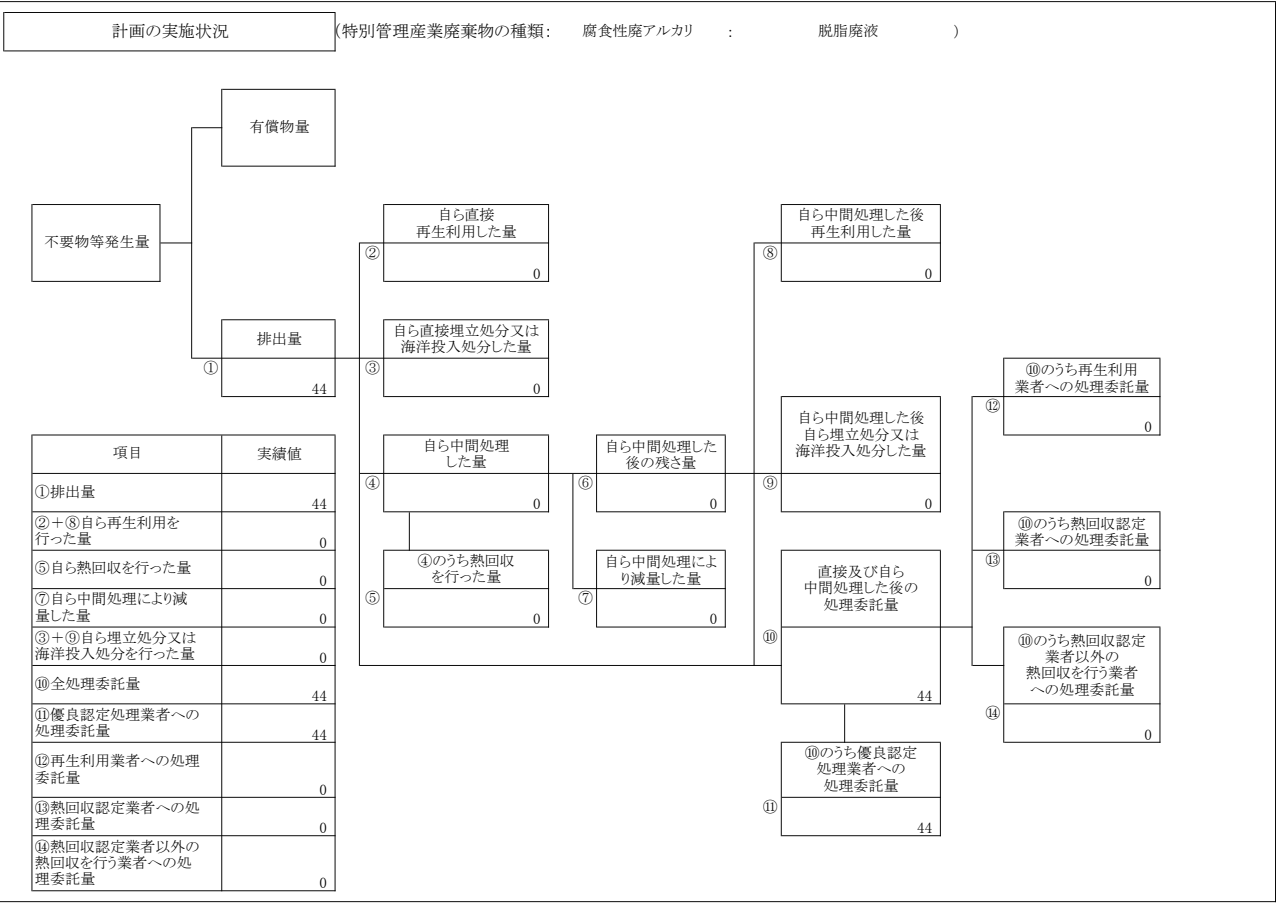 計画の実施状況 (特別管理産業廃棄物の種類: 腐食性廃アルカリ : 脱脂廃液 )
有償物量
不要物等発生量
自ら直接
再生利用した量
②
0
自ら中間処理した後
再生利用した量
⑧
0
排出量
①
44
自ら直接埋立処分又は
海洋投入処分した量
③
0
⑩のうち再生利用
業者への処理委託量
⑫
0
自ら中間処理
した量
④
0
自ら中間処理した
後の残さ量
⑥
0
自ら中間処理した後
自ら埋立処分又は
海洋投入処分した量
⑨
0
④のうち熱回収
を行った量
⑤
0
自ら中間処理によ
り減量した量
⑦
0
直接及び自ら
中間処理した後の
処理委託量
⑩
44
⑩のうち熱回収認定
業者への処理委託量
⑬
0
⑩のうち熱回収認定
業者以外の
熱回収を行う業者
への処理委託量
⑭
0
⑩のうち優良認定
処理業者への
処理委託量
⑪
44
項目 実績値
①排出量
44
②+⑧自ら再生利用を
行った量
0
⑤自ら熱回収を行った量
0
⑦自ら中間処理により減
量した量
0
③+⑨自ら埋立処分又は
海洋投入処分を行った量
0
⑩全処理委託量
44
⑪優良認定処理業者への
処理委託量
44
⑫再生利用業者への処理
委託量
0
⑬熱回収認定業者への処
理委託量
0
⑭熱回収認定業者以外の
熱回収を行う業者への処
理委託量
0